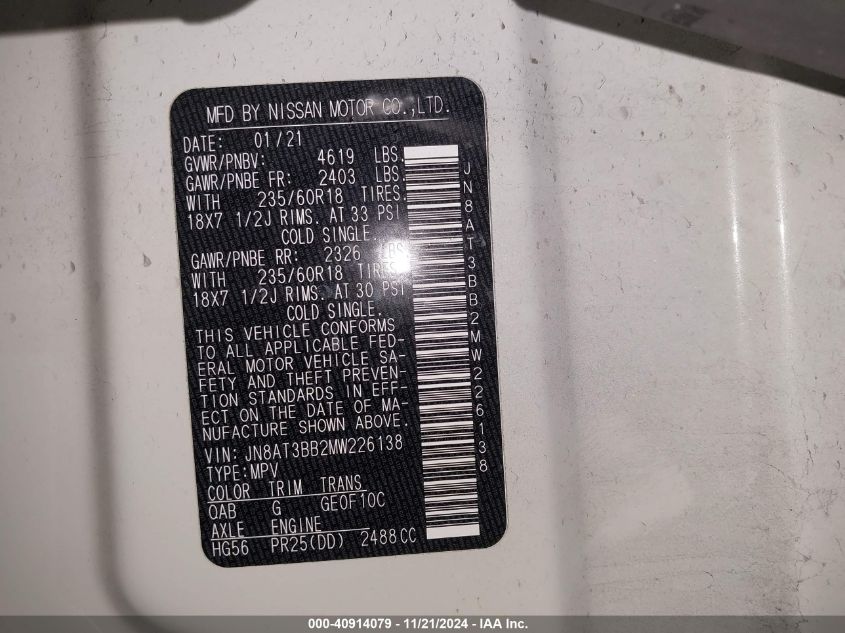 MFD BY NISSAN MOTOR CO.,LTD.
DATE: 01/21
GVWR/PNBV: 4619 LBS.
GAWR/PNBE FR: 2403 LBS.
WITH 235/60R18 TIRES.
18X7 1/2J RIMS. AT 33 PSI
COLD SINGLE.
GAWR/PNBE RR: 2326 LBS.
WITH 235/60R18 TIRES.
18X7 1/2J RIMS. AT 30 PSI
COLD SINGLE.
THIS VEHICLE CONFORMS
TO ALL APPLICABLE FED-
ERAL MOTOR VEHICLE SA-
FETY AND THEFT PREVEN-
TION STANDARDS IN EFF-
ECT ON THE DATE OF MA-
NUFACTURE SHOWN ABOVE.
VIN: JN8AT3BB2MW226138
TYPE:MPV
COLOR TRIM TRANS
QAB G GE0F10C
AXLE ENGINE
HG56 PR25(DD) 2488CC
JN8AT3BB2MW226138
000-40914079 - 11/21/2024 - IAA Inc.